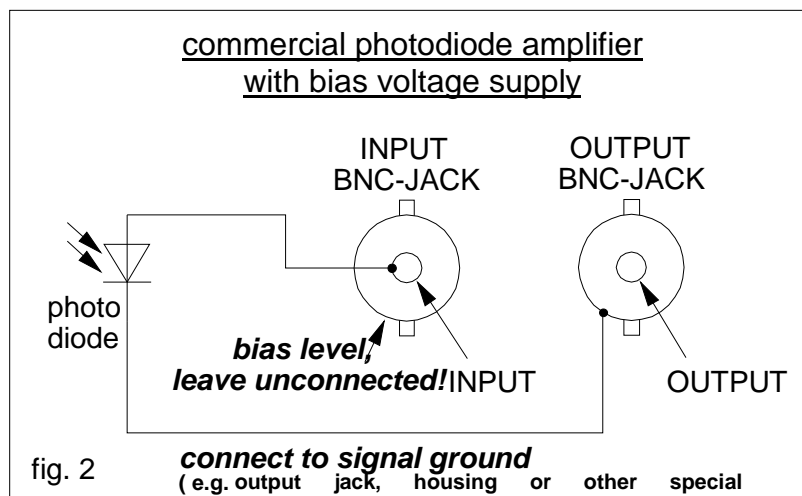 commercial photodiode amplifier
with bias voltage supply
INPUT
BNC-JACK
OUTPUT
BNC-JACK
photo
diode
bias level,
leave unconnected!
INPUT
OUTPUT
fig. 2
connect to signal ground
( e.g. output jack, housing or other special